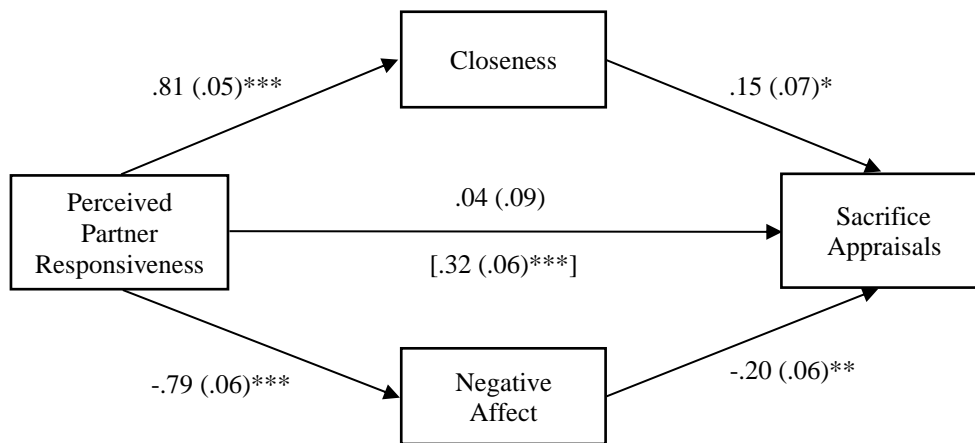 Closeness
.81 (.05)***
.15 (.07)*
Perceived
Partner
Responsiveness
.04 (.09)
[.32 (.06)***]
Sacrifice
Appraisals
-.79 (.06)***
Negative
Affect
-.20 (.06)**